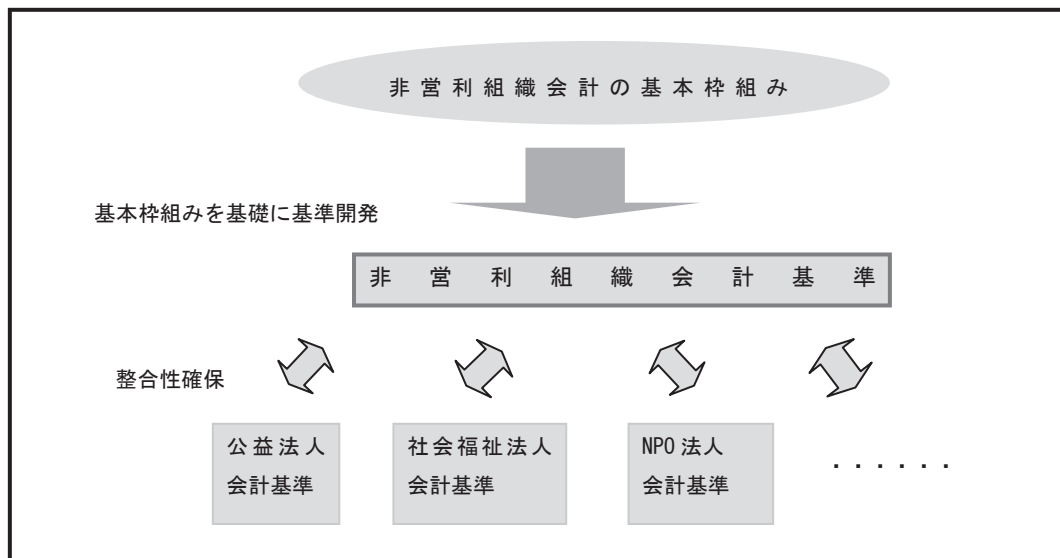 非営利組織会計の基本枠組み
基本枠組みを基礎に基準開発
非営利組織会計基準
整合性確保
公益法人
会計基準
社会福祉法人
会計基準
NPO法人
会計基準
・・・・・・